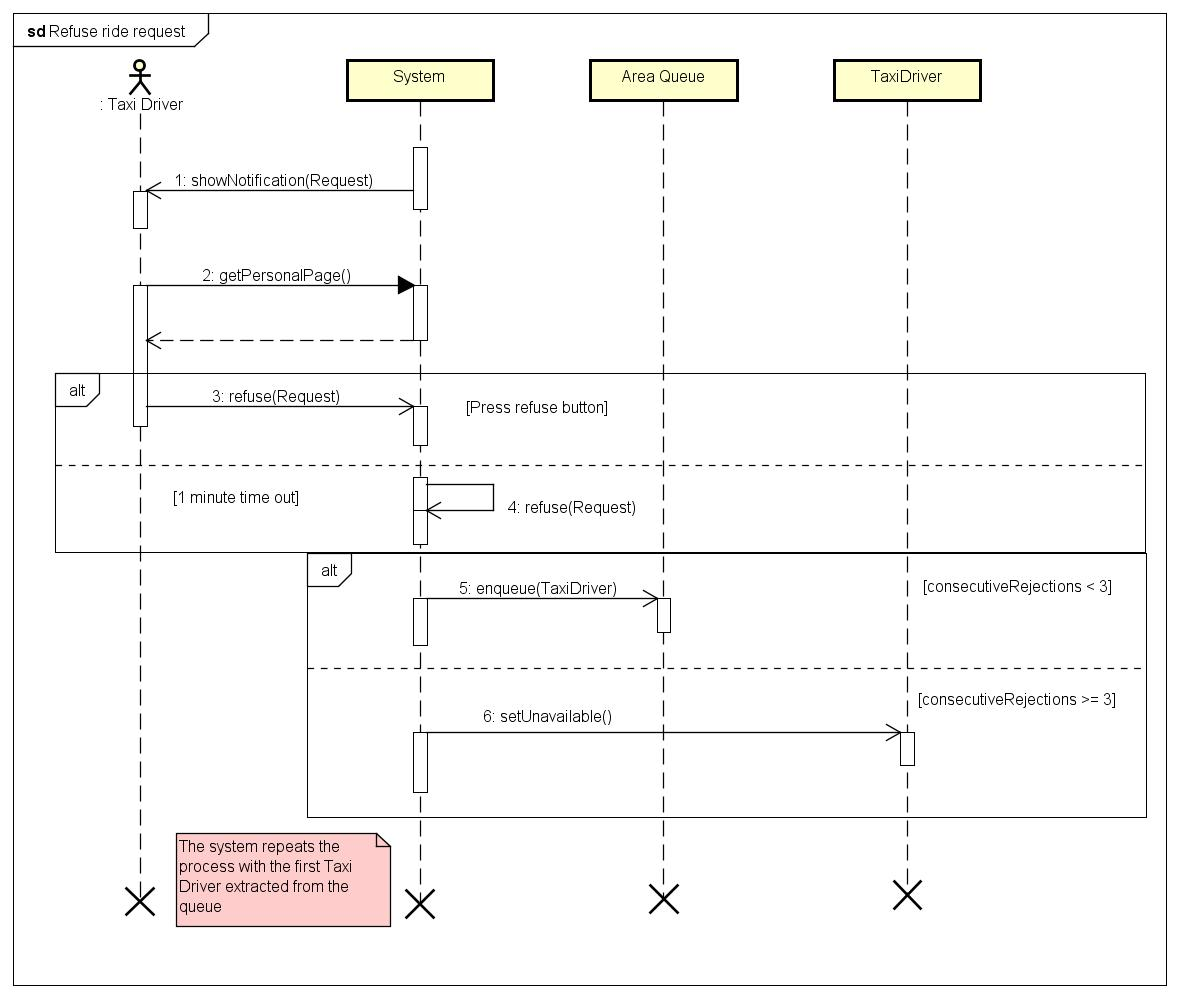 sd Refuse ride request
: Taxi Driver
System
Area Queue
TaxiDriver
1: showNotification(Request)
2: getPersonalPage()
alt
3: refuse(Request)
[Press refuse button]
[1 minute time out]
4: refuse(Request)
alt
5: enqueue(TaxiDriver)
[consecutiveRejections < 3]
[consecutiveRejections >= 3]
6: setUnavailable()
The system repeats the
process with the first Taxi
Driver extracted from the
queue